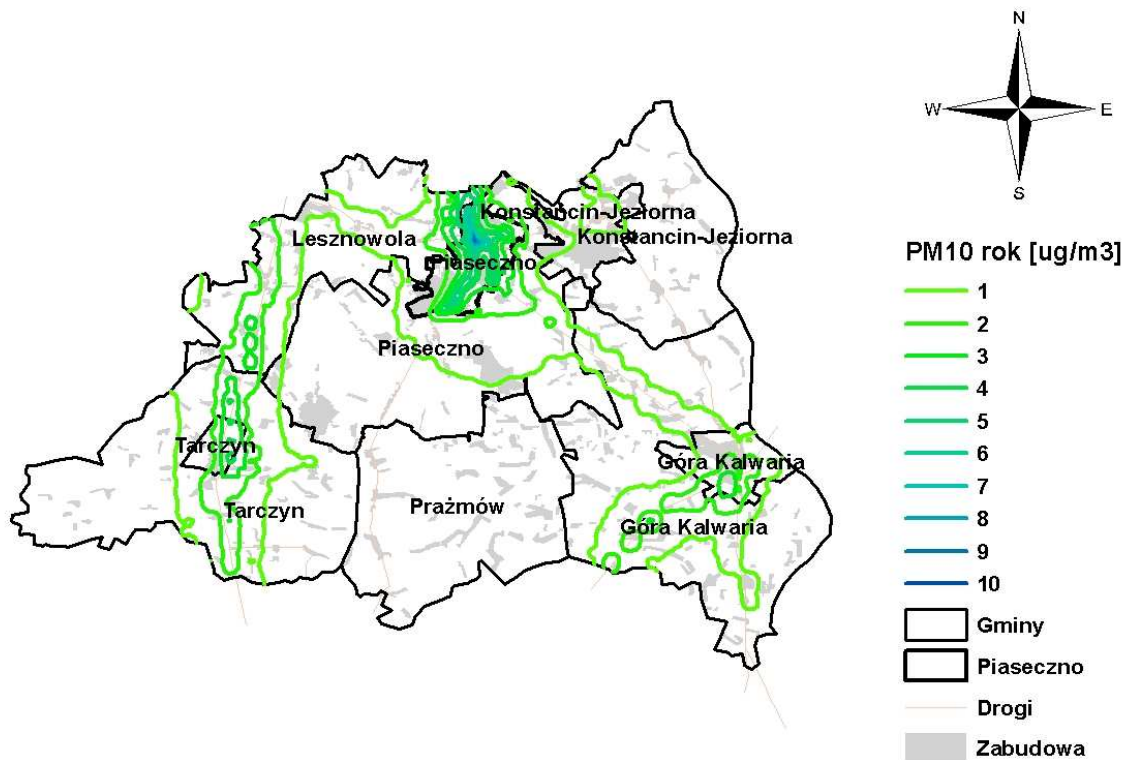 N
W
E
S
Konstancin-Jeziorna
Lesznowola
Konstancin-Jeziorna
Piaseczno
Piaseczno
Tarczyn
Góra Kalwaria
Tarczyn
Prażmów
Góra Kalwaria
PM10 rok [ug/m3]
1
2
3
4
5
6
7
8
9
10
Gminy
Piaseczno
Drogi
Zabudowa